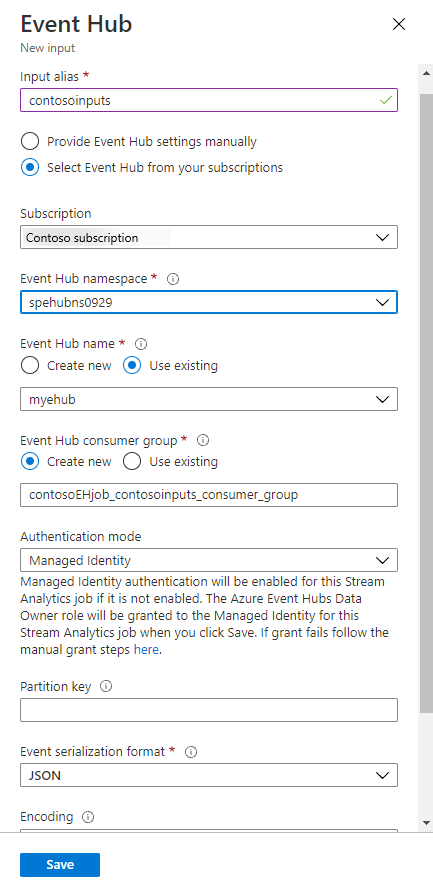 Event Hub
New input
Input alias *
contosoinputs
Provide Event Hub settings manually
Select Event Hub from your subscriptions
Subscription
Contoso subscription
Event Hub namespace *
spehubns0929
Event Hub name *
Create new Use existing
myehub
Event Hub consumer group *
Create new Use existing
contosoEHjob_contosoinputs_consumer_group
Authentication mode
Managed Identity
Managed Identity authentication will be enabled for this Stream
Analytics job if it is not enabled. The Azure Event Hubs Data
Owner role will be granted to the Managed Identity for this
Stream Analytics job when you click Save. If grant fails follow the
manual grant steps here.
Partition key
Event serialization format *
JSON
Encoding
Save